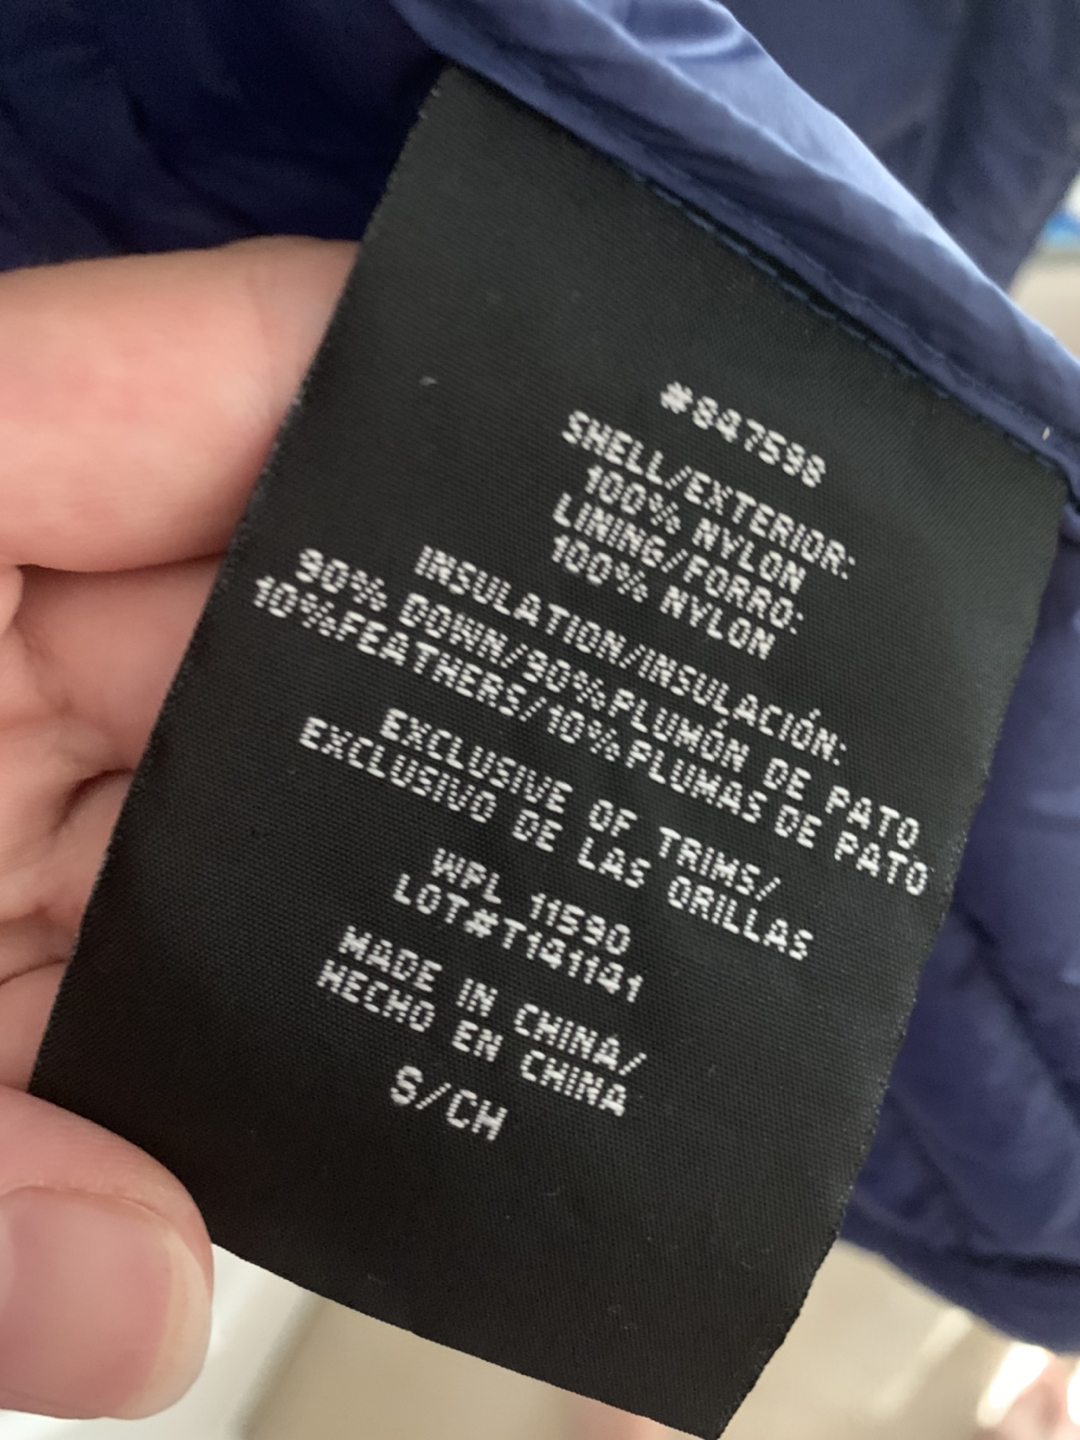 #847598
SHELL/EXTERIOR:
100% NYLON
LINING/FORRO:
100% NYLON
INSULATION/INSULACIÓN:
90% DOWN/90%PLUMÓN DE PATO
10%FEATHERS/10%PLUMAS DE PATO
EXCLUSIVE OF TRIMS/
EXCLUSIVO DE LAS ORILLAS
WPL 11590
LOT#T141141
MADE IN CHINA/
HECHO EN CHINA
S/CH